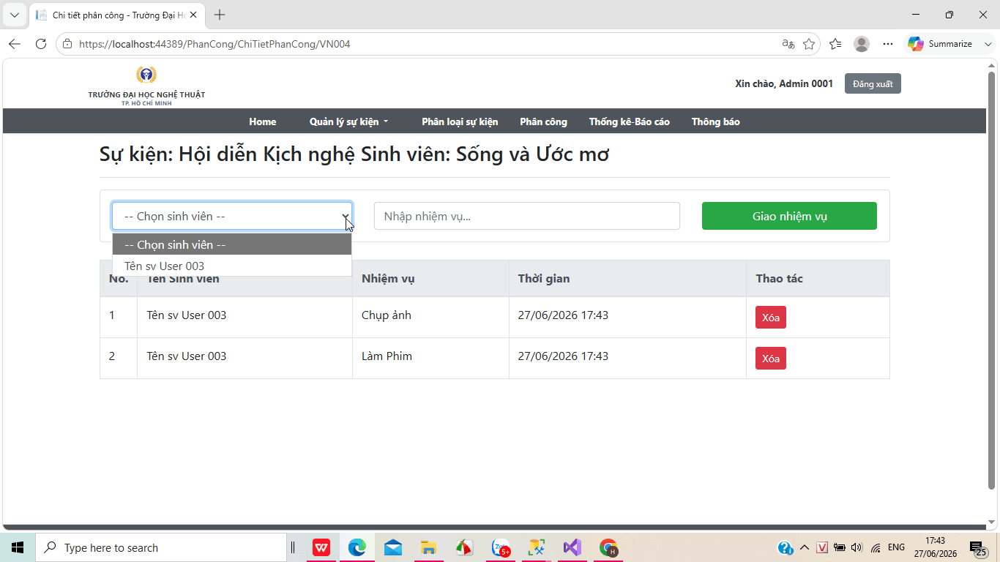 Chi tiết phân công - Trường Đại H
https://localhost:44389/PhanCong/ChiTietPhanCong/VN004
Summarize
TRƯỜNG ĐẠI HỌC NGHỆ THUẬT
TP. HỒ CHÍ MINH
Xin chào, Admin 0001
Đăng xuất
Home Quản lý sự kiện Phân loại sự kiện Phân công Thống kê-Báo cáo Thông báo
Sự kiện: Hội diễn Kịch nghệ Sinh viên: Sống và Ước mơ
-- Chọn sinh viên -- Nhập nhiệm vụ... Giao nhiệm vụ
-- Chọn sinh viên --
Tên sv User 003
No. Tên Sinh viên Nhiệm vụ Thời gian Thao tác
1 Tên sv User 003 Chụp ảnh 27/06/2026 17:43 Xóa
2 Tên sv User 003 Làm Phim 27/06/2026 17:43 Xóa
Type here to search
5+
H
V
ENG
17:43
27/06/2026
25